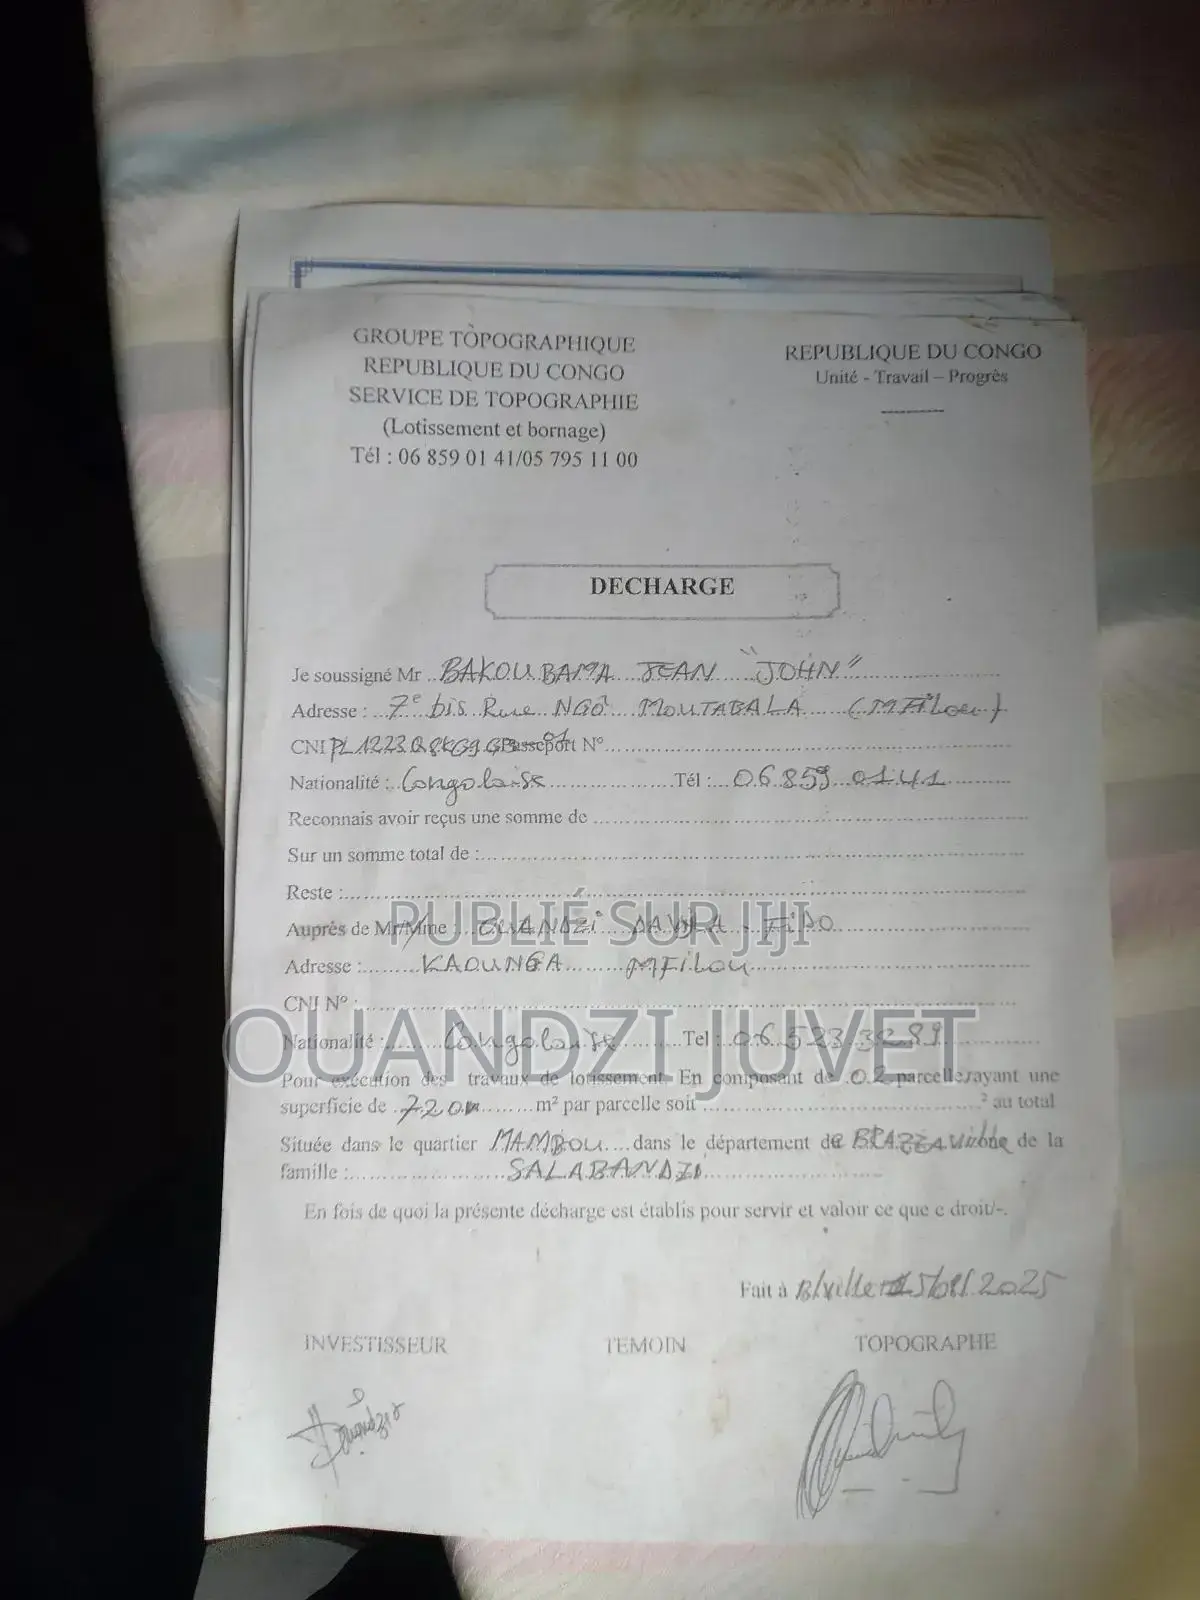 GROUPE TOPOGRAPHIQUE
REPUBLIQUE DU CONGO
SERVICE DE TOPOGRAPHIE
(Lotissement et bornage)
Tél : 06 859 01 41/05 795 11 00
REPUBLIQUE DU CONGO
Unité - Travail – Progrès
DECHARGE
Je soussigné Mr BAKOUBAMA JEAN "JOHN"
Adresse : 7e bis Rue NGÔ MOUTABALA (MFilou)
CNI Passeport N°
Nationalité : Congolaise Tél : 06 859 01 41
Reconnais avoir reçus une somme de
Sur un somme total de :
Reste :
PUBLIÉ SUR JIJI
Auprès de Mr/Mme : OUANDZI FIDO
Adresse : KAOUNGA MFILOU
CNI N° :
OUANDZI JUVET
Nationalité : Congolaise Tel : 06 523 3289
Pour exécution des travaux de lotissement. En composant de 02 parcelles ayant une
superficie de 720 m² par parcelle soit ² au total
Située dans le quartier MAMBOU dans le département de BRAZZAville de la
famille : SALABANDZI
En fois de quoi la présente décharge est établis pour servir et valoir ce que e droit/-.
Fait à B/ville 2025
INVESTISSEUR TEMOIN TOPOGRAPHE